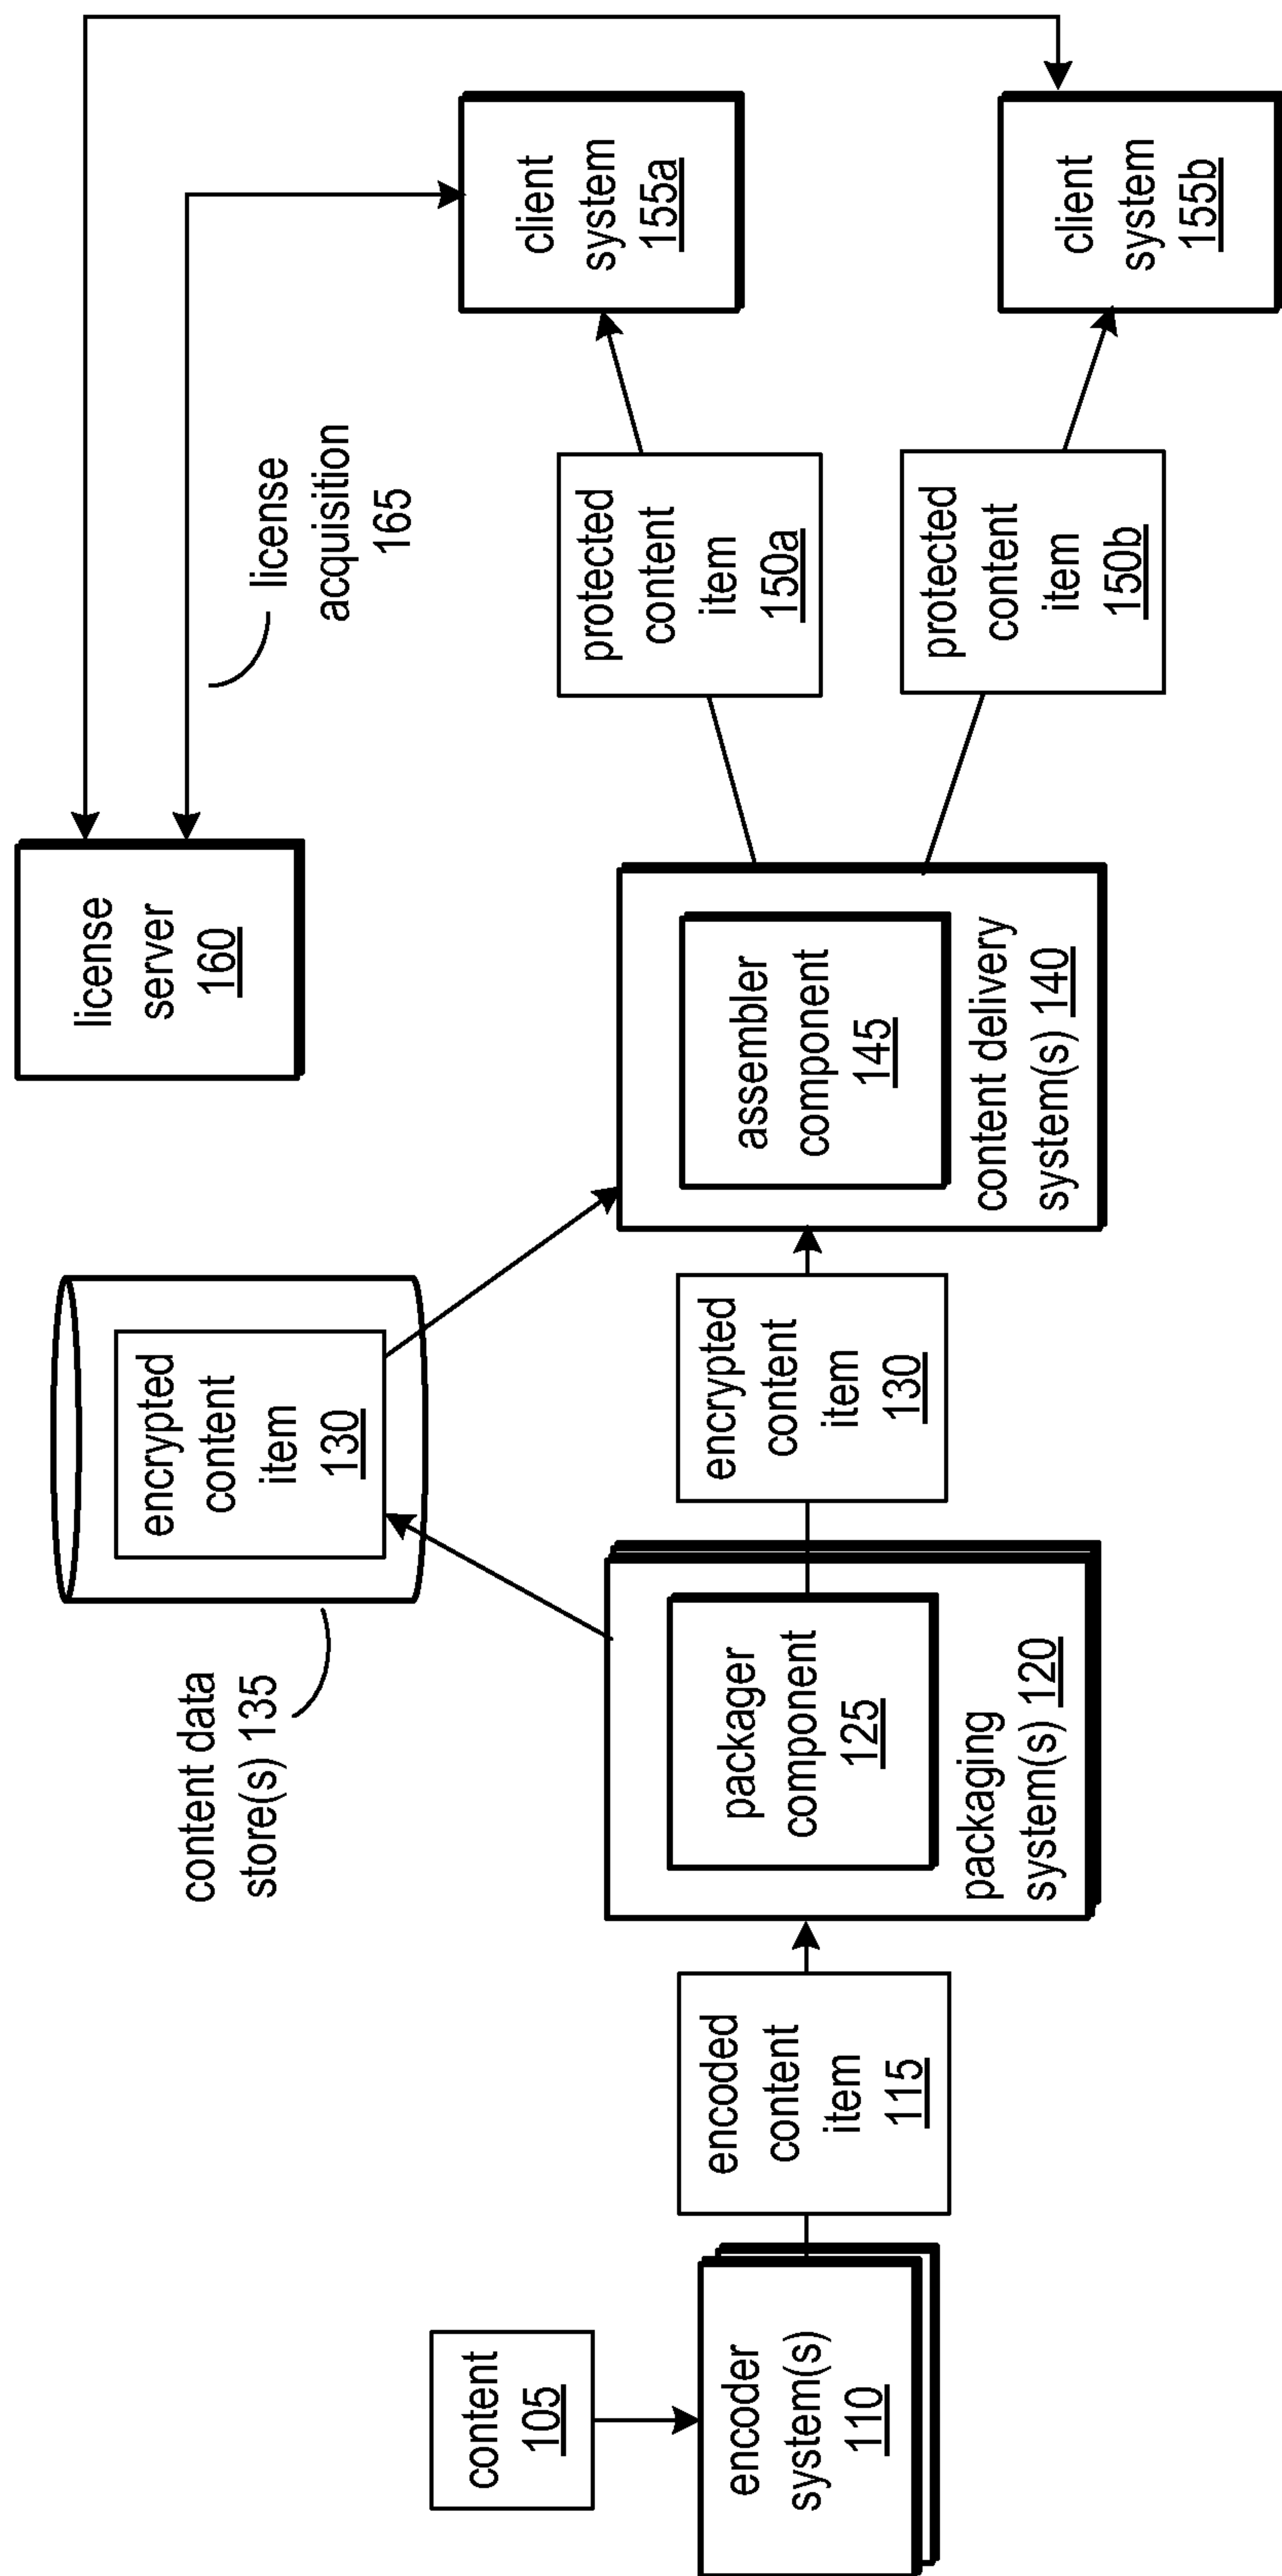 content
105
encoder
system(s)
110
encoded
content
item
115
packager
component
125
packaging
system(s) 120
content data
store(s) 135
encrypted
content
item
130
encrypted
content
item
130
assembler
component
145
content delivery
system(s) 140
license
server
160
license
acquisition
165
protected
content
item
150a
protected
content
item
150b
client
system
155a
client
system
155b